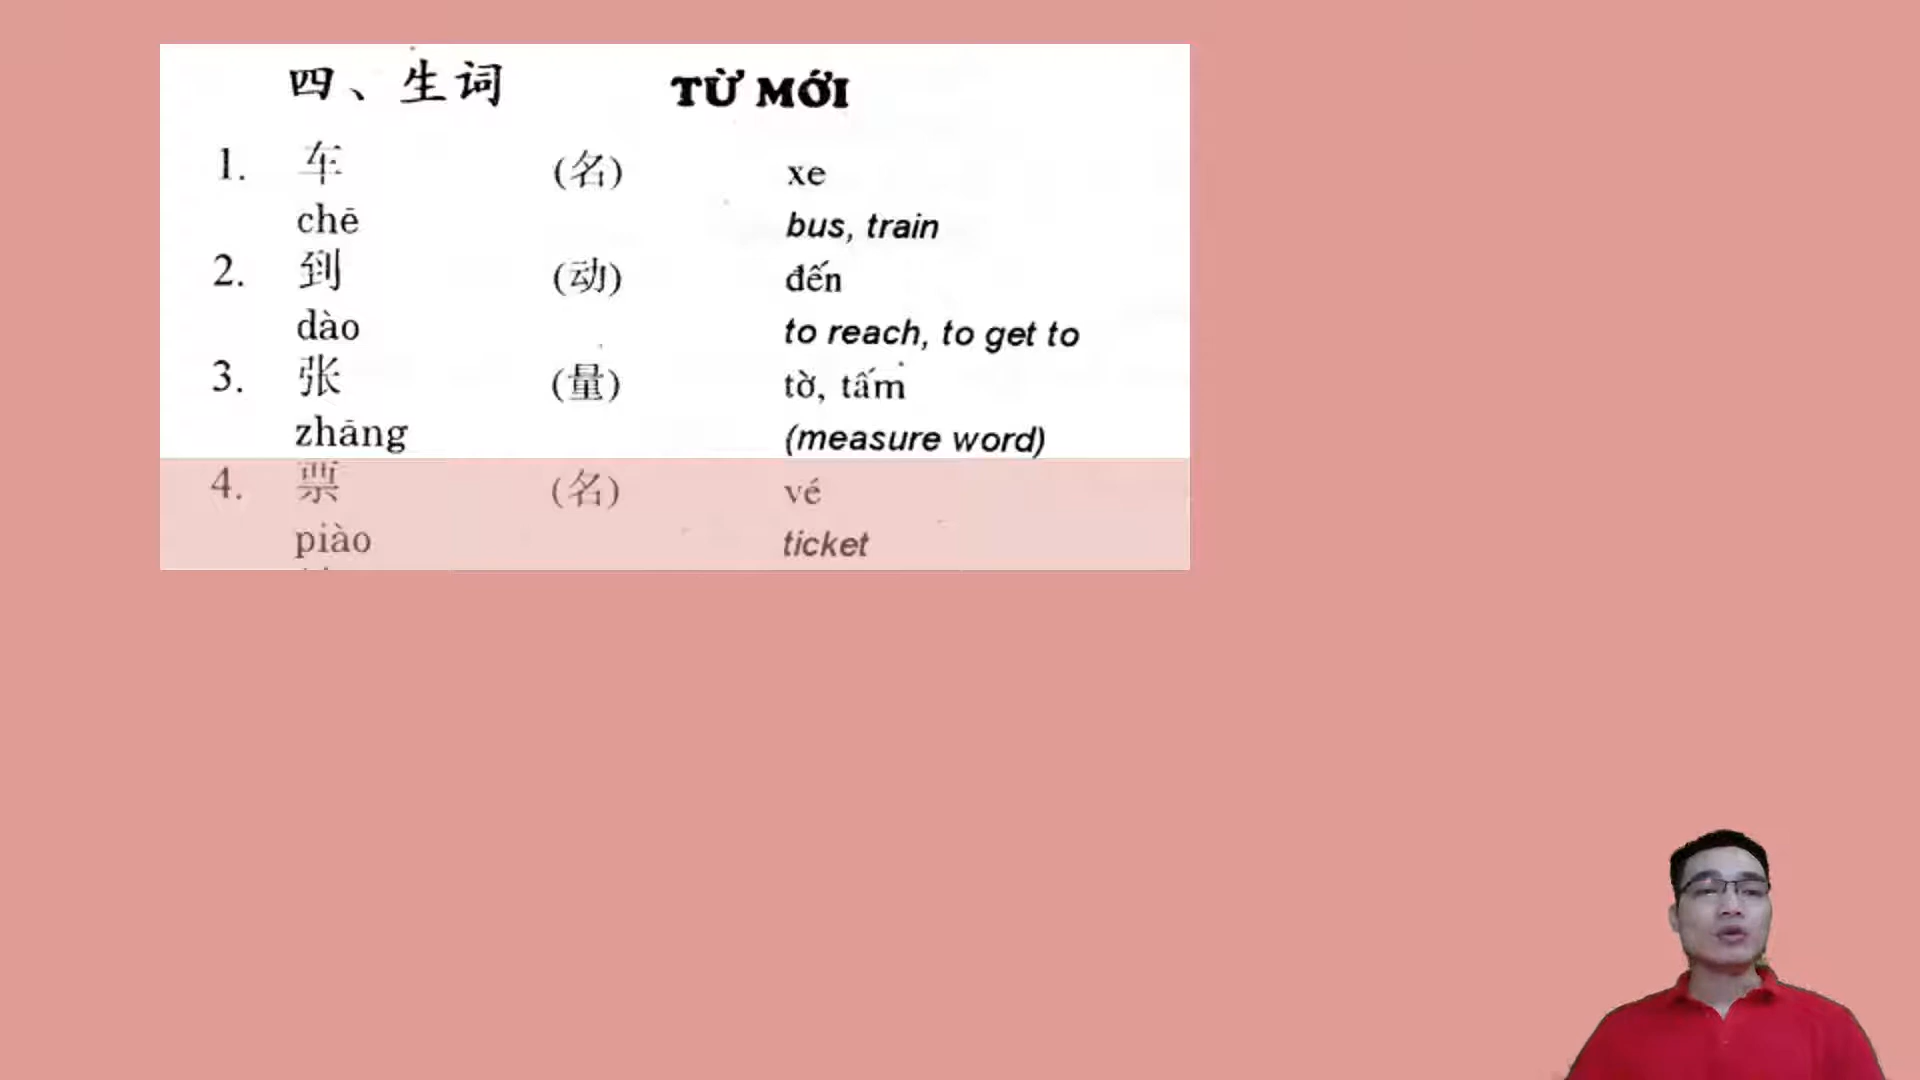 四、生词 TỪ MỚI
1. 车 (名) xe
chē bus, train
2. 到 (动) đến
dào to reach, to get to
3. 张 (量) tờ, tấm
zhāng (measure word)
4. 票 (名) vé
piào ticket